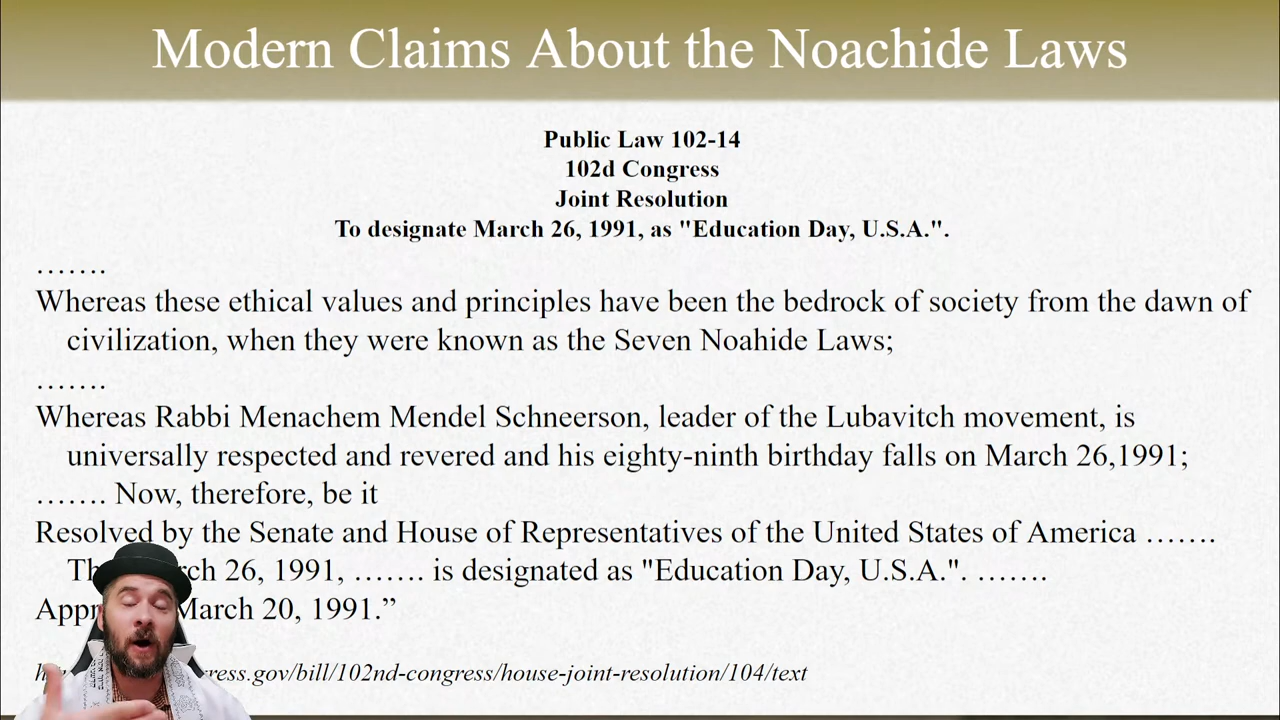 Modern Claims About the Noachide Laws
Public Law 102-14
102d Congress
Joint Resolution
To designate March 26, 1991, as "Education Day, U.S.A.".
…….
Whereas these ethical values and principles have been the bedrock of society from the dawn of
civilization, when they were known as the Seven Noahide Laws;
…….
Whereas Rabbi Menachem Mendel Schneerson, leader of the Lubavitch movement, is
universally respected and revered and his eighty-ninth birthday falls on March 26,1991;
……. Now, therefore, be it
Resolved by the Senate and House of Representatives of the United States of America …….
26, 1991, ……. is designated as "Education Day, U.S.A.". …….
March 20, 1991.”
.gov/bill/102nd-congress/house-joint-resolution/104/text